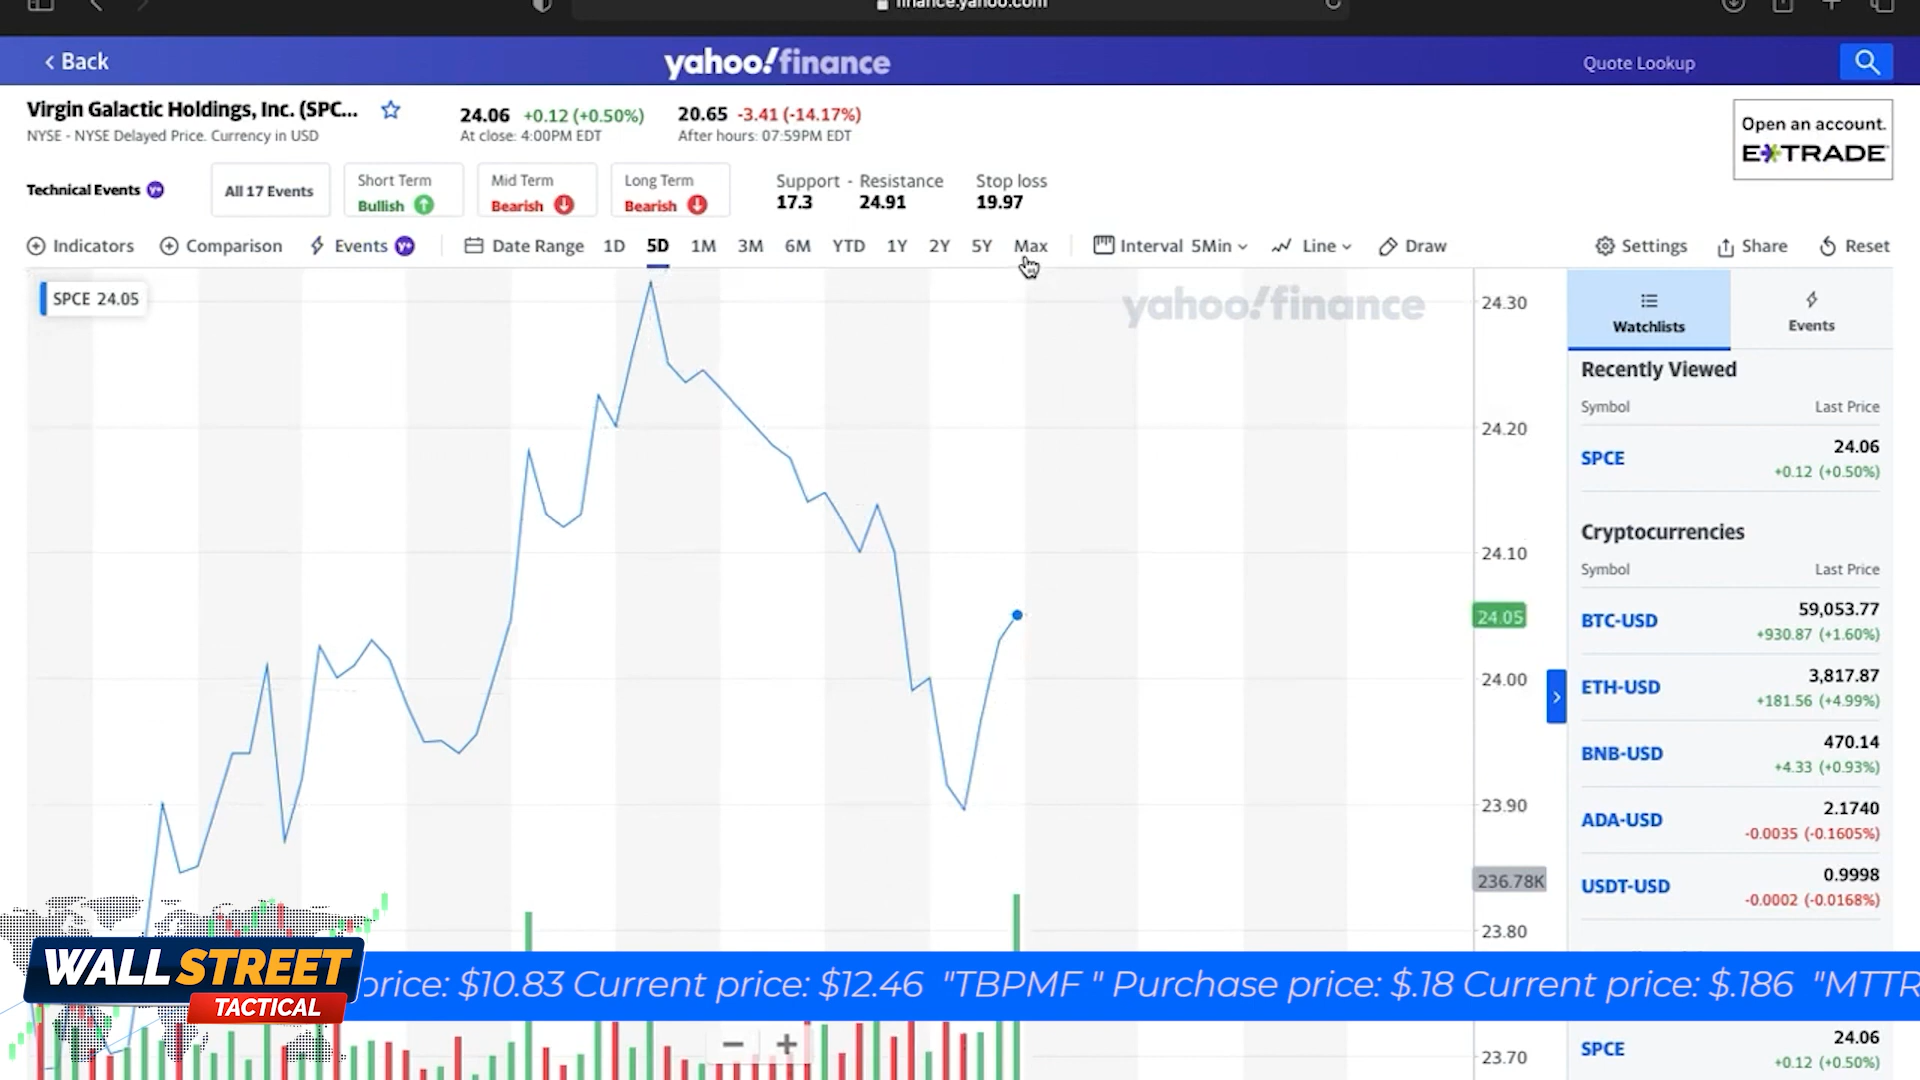 finance.yahoo.com
Back
yahoo!finance
Quote Lookup
Virgin Galactic Holdings, Inc. (SPC...
NYSE - NYSE Delayed Price. Currency in USD
24.06 +0.12 (+0.50%)
At close: 4:00PM EDT
20.65 -3.41 (-14.17%)
After hours: 07:59PM EDT
Open an account.
E*TRADE
Technical Events Y+
All 17 Events
Short Term
Bullish
Mid Term
Bearish
Long Term
Bearish
Support - Resistance
17.3 24.91
Stop loss
19.97
Indicators
Comparison
Events Y+
Date Range 1D 5D 1M 3M 6M YTD 1Y 2Y 5Y Max
Interval 5Min
Line
Draw
Settings
Share
Reset
SPCE 24.05
yahoo!finance
24.30
24.20
24.10
24.05
24.00
23.90
236.78K
23.80
23.70
Watchlists
Events
Recently Viewed
Symbol Last Price
SPCE 24.06
+0.12 (+0.50%)
Cryptocurrencies
Symbol Last Price
BTC-USD 59,053.77
+930.87 (+1.60%)
ETH-USD 3,817.87
+181.56 (+4.99%)
BNB-USD 470.14
+4.33 (+0.93%)
ADA-USD 2.1740
-0.0035 (-0.1605%)
USDT-USD 0.9998
-0.0002 (-0.0168%)
SPCE 24.06
+0.12 (+0.50%)
WALL STREET
TACTICAL
price: $10.83 Current price: $12.46 "TBPMF " Purchase price: $.18 Current price: $.186 "MTTR